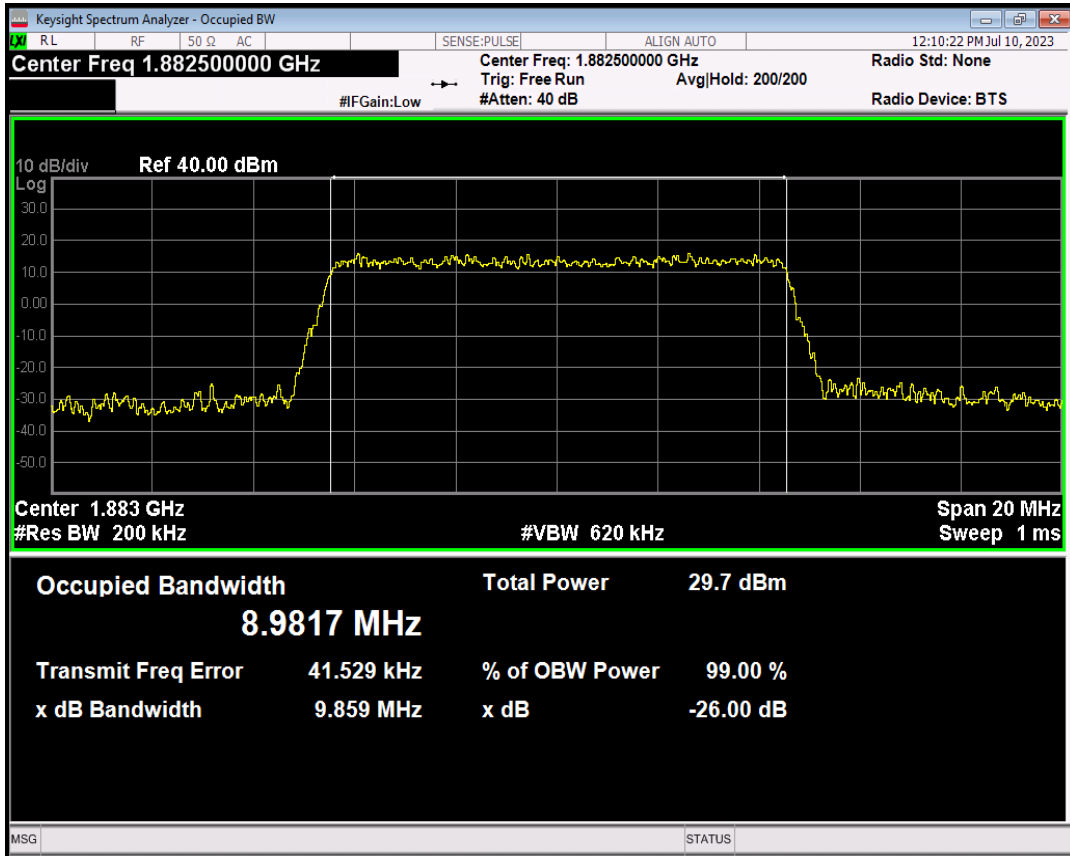 Keysight Spectrum Analyzer - Occupied BW
LXI RL RF 50 Ω AC SENSE:PULSE ALIGN AUTO 12:10:22 PM Jul 10, 2023
Center Freq 1.882500000 GHz Center Freq: 1.882500000 GHz Radio Std: None
Trig: Free Run Avg|Hold: 200/200
#IFGain:Low #Atten: 40 dB Radio Device: BTS
10 dB/div Ref 40.00 dBm
Log
30.0
20.0
10.0
0.00
-10.0
-20.0
-30.0
-40.0
-50.0
Center 1.883 GHz Span 20 MHz
#Res BW 200 kHz #VBW 620 kHz Sweep 1 ms
Occupied Bandwidth Total Power 29.7 dBm
8.9817 MHz
Transmit Freq Error 41.529 kHz % of OBW Power 99.00 %
x dB Bandwidth 9.859 MHz x dB -26.00 dB
MSG STATUS